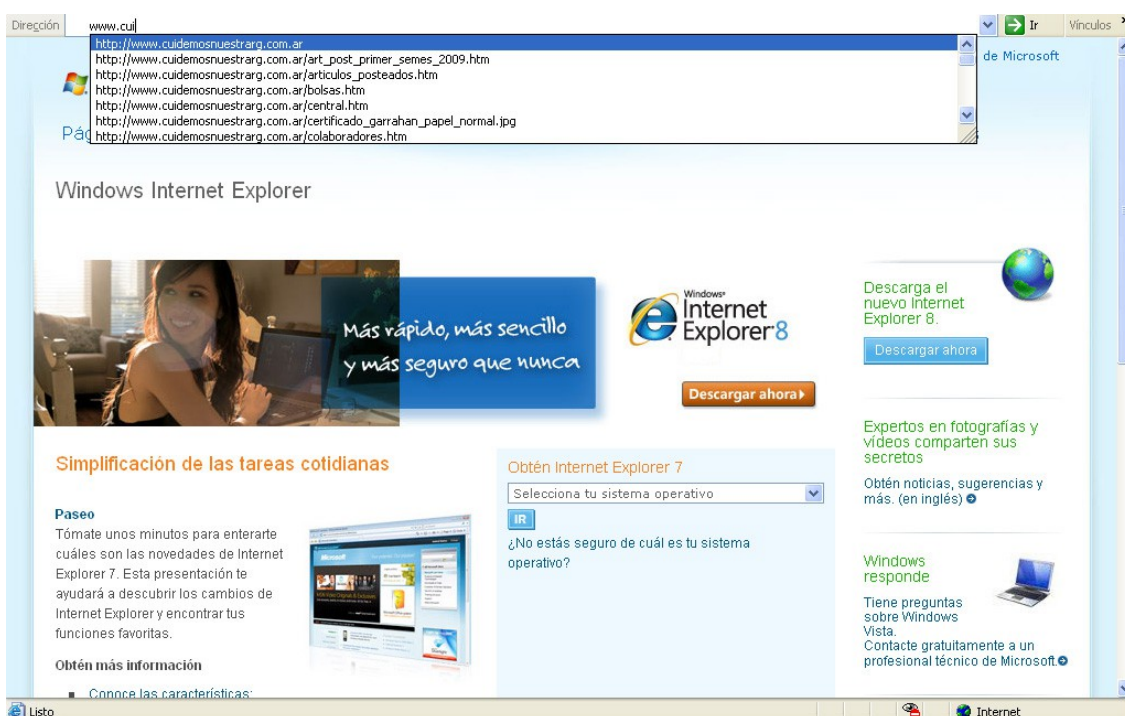 Dirección www.cui Ir Vínculos
http://www.cuidemosnuestrarg.com.ar
http://www.cuidemosnuestrarg.com.ar/art_post_primer_semes_2009.htm
http://www.cuidemosnuestrarg.com.ar/articulos_posteados.htm
http://www.cuidemosnuestrarg.com.ar/bolsas.htm
http://www.cuidemosnuestrarg.com.ar/central.htm
http://www.cuidemosnuestrarg.com.ar/certificado_garrahan_papel_normal.jpg
http://www.cuidemosnuestrarg.com.ar/colaboradores.htm
de Microsoft
Pág
Windows Internet Explorer
Más rápido, más sencillo
y más seguro que nunca
Windows
Internet
Explorer 8
Descargar ahora
Descarga el
nuevo Internet
Explorer 8.
Descargar ahora
Expertos en fotografías y
vídeos comparten sus
secretos
Obtén noticias, sugerencias y
más. (en inglés)
Windows
responde
Tiene preguntas
sobre Windows
Vista.
Contacte gratuitamente a un
profesional técnico de Microsoft.
Simplificación de las tareas cotidianas
Paseo
Tómate unos minutos para enterarte
cuáles son las novedades de Internet
Explorer 7. Esta presentación te
ayudará a descubrir los cambios de
Internet Explorer y encontrar tus
funciones favoritas.
Obtén más información
Conoce las características:
Obtén Internet Explorer 7
Selecciona tu sistema operativo
IR
¿No estás seguro de cuál es tu sistema
operativo?
Listo
Internet